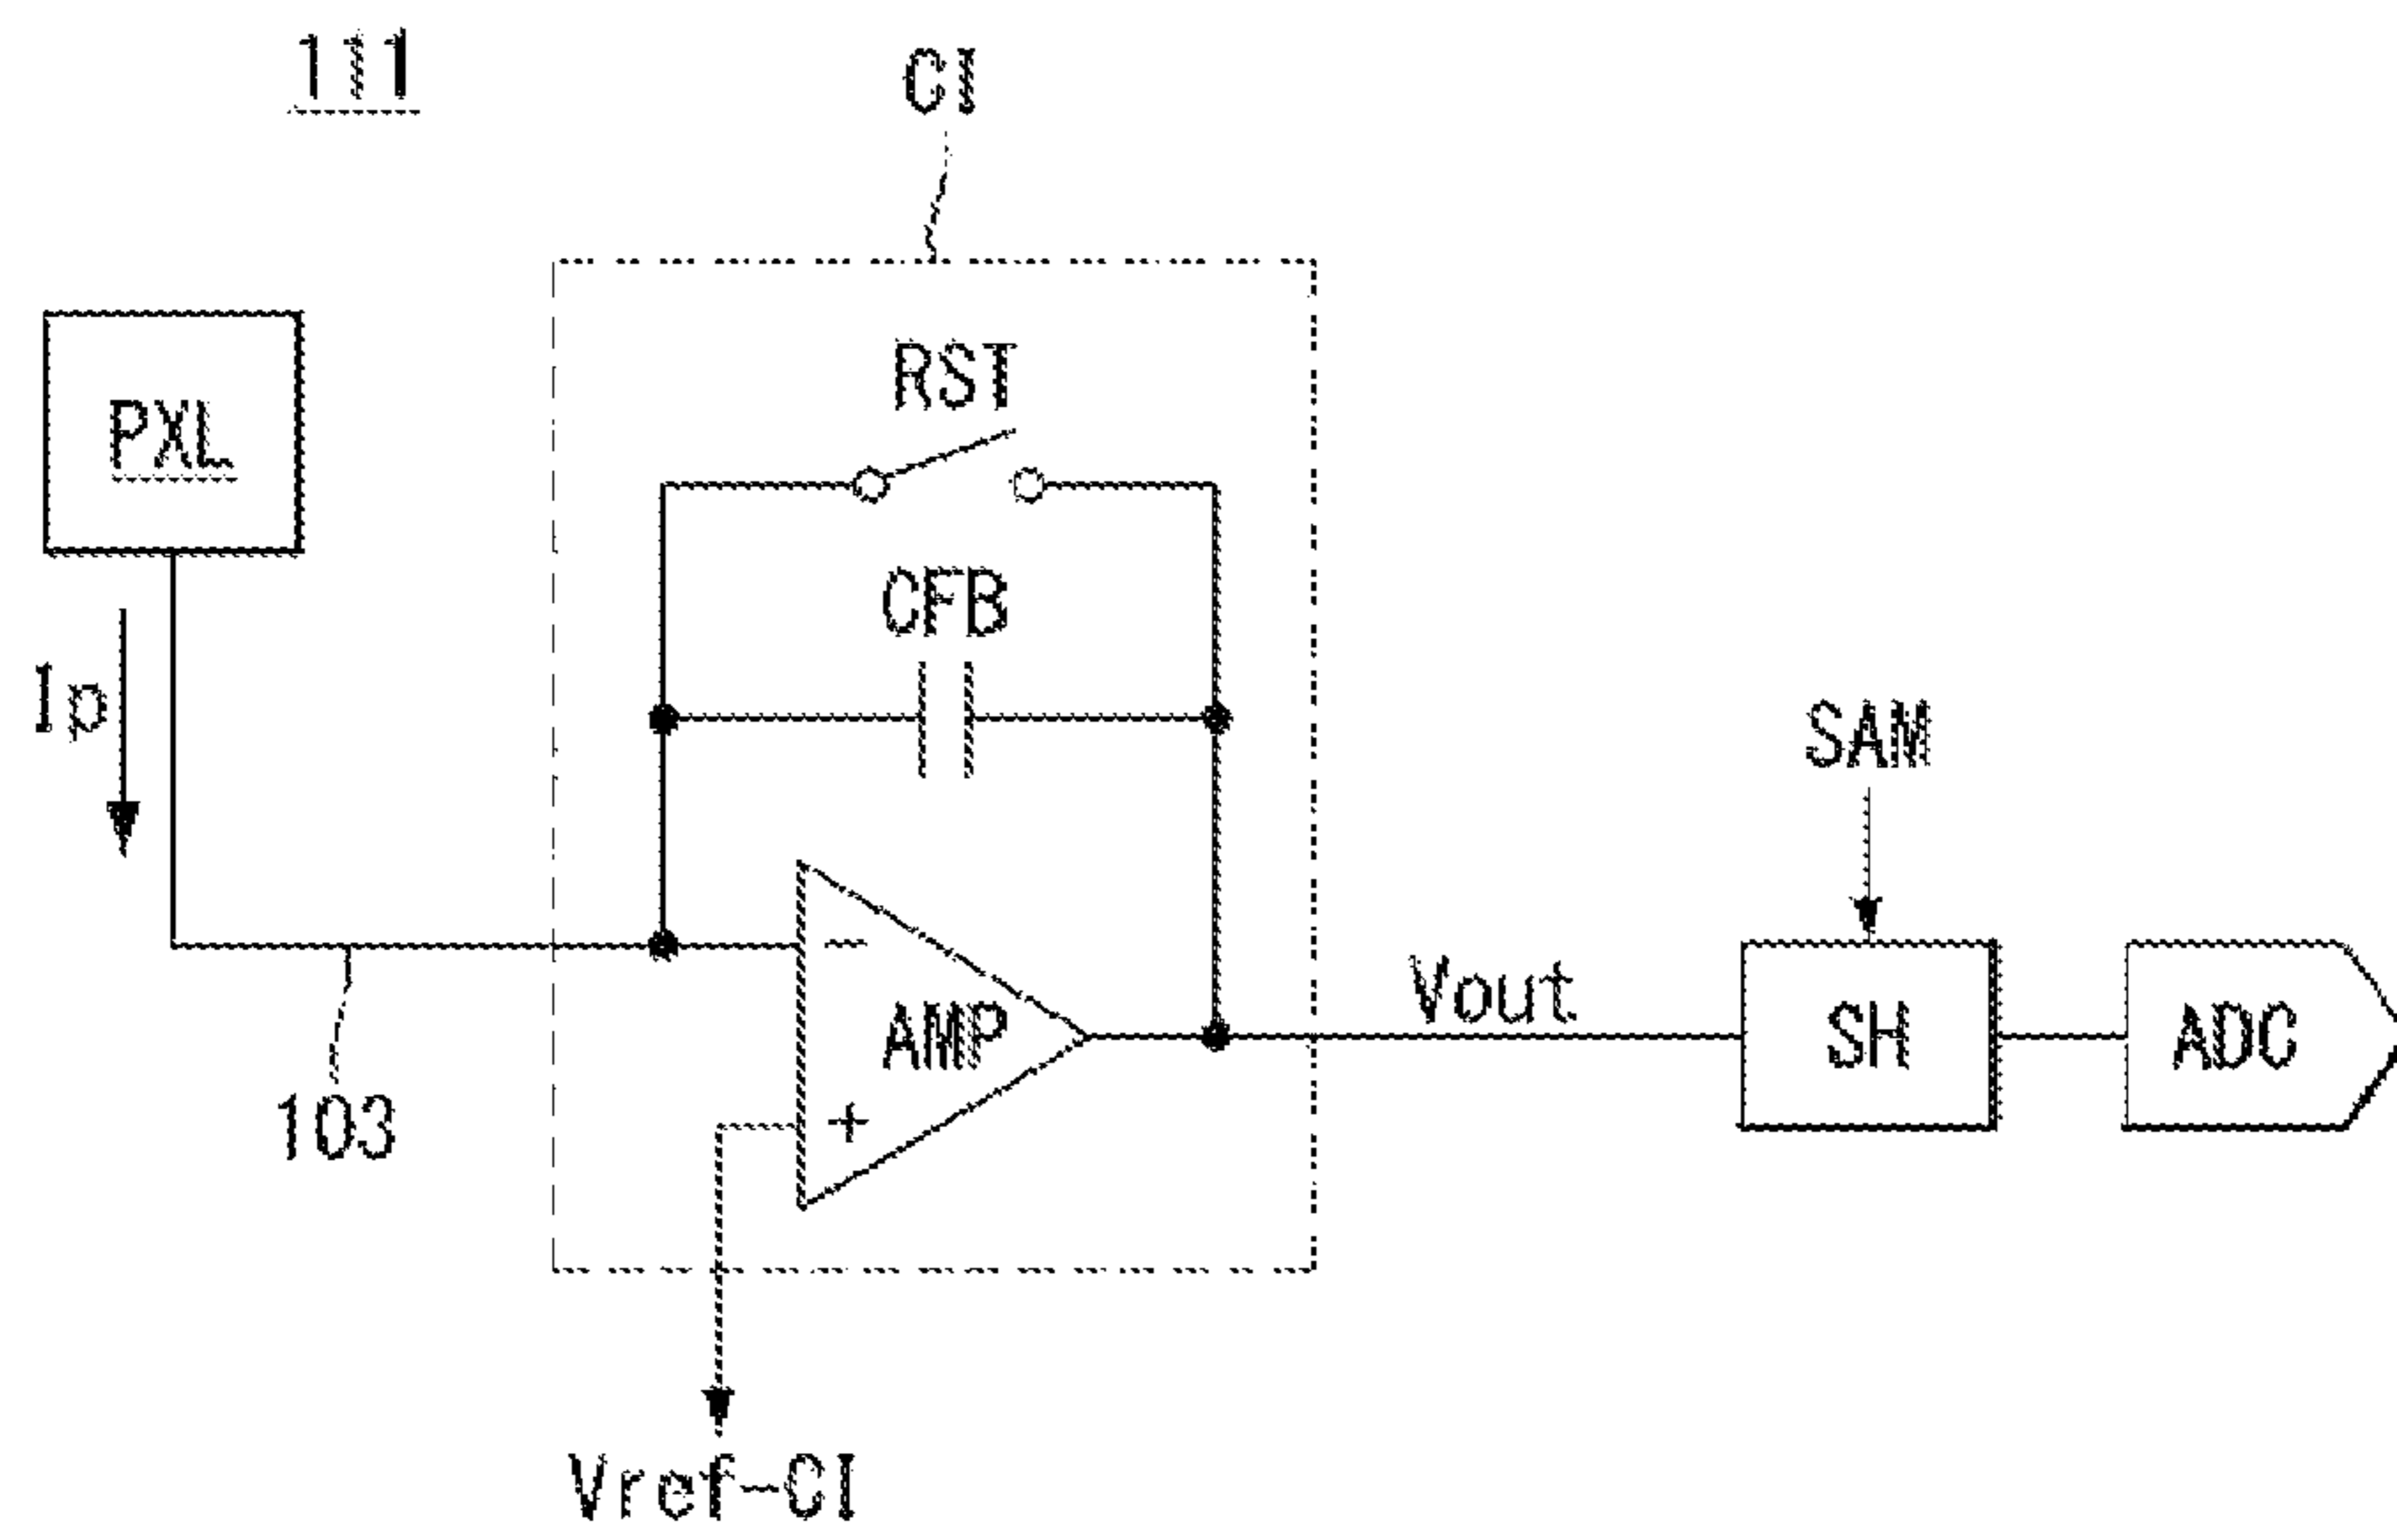 111
CI
PXL
RST
CFB
Ip
SAM
-
AMP
+
Vout
SH
ADC
103
Vref-CI